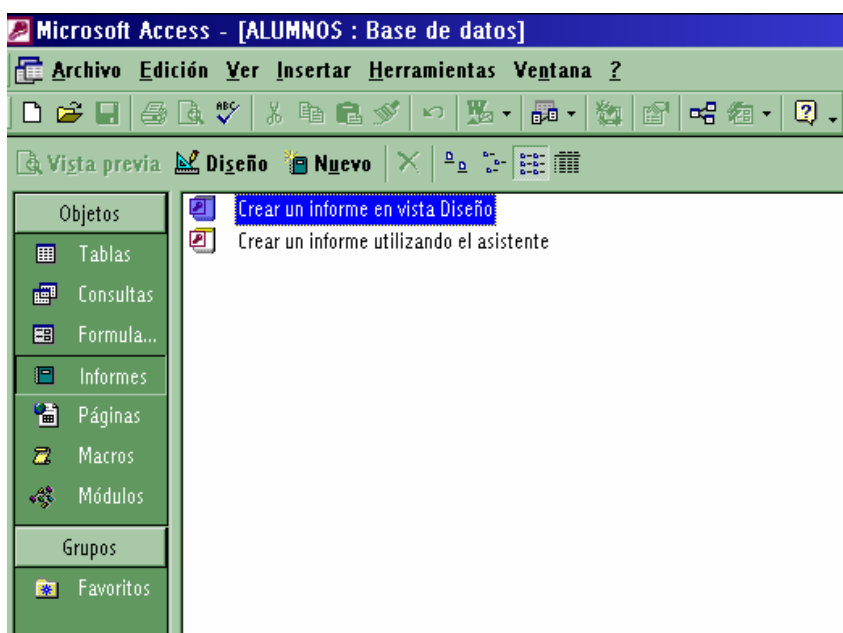 Microsoft Access - [ALUMNOS : Base de datos]
Archivo Edición Ver Insertar Herramientas Ventana ?
ABC
Vista previa Diseño Nuevo
Objetos
Crear un informe en vista Diseño
Crear un informe utilizando el asistente
Tablas
Consultas
Formula...
Informes
Páginas
Macros
Módulos
Grupos
Favoritos